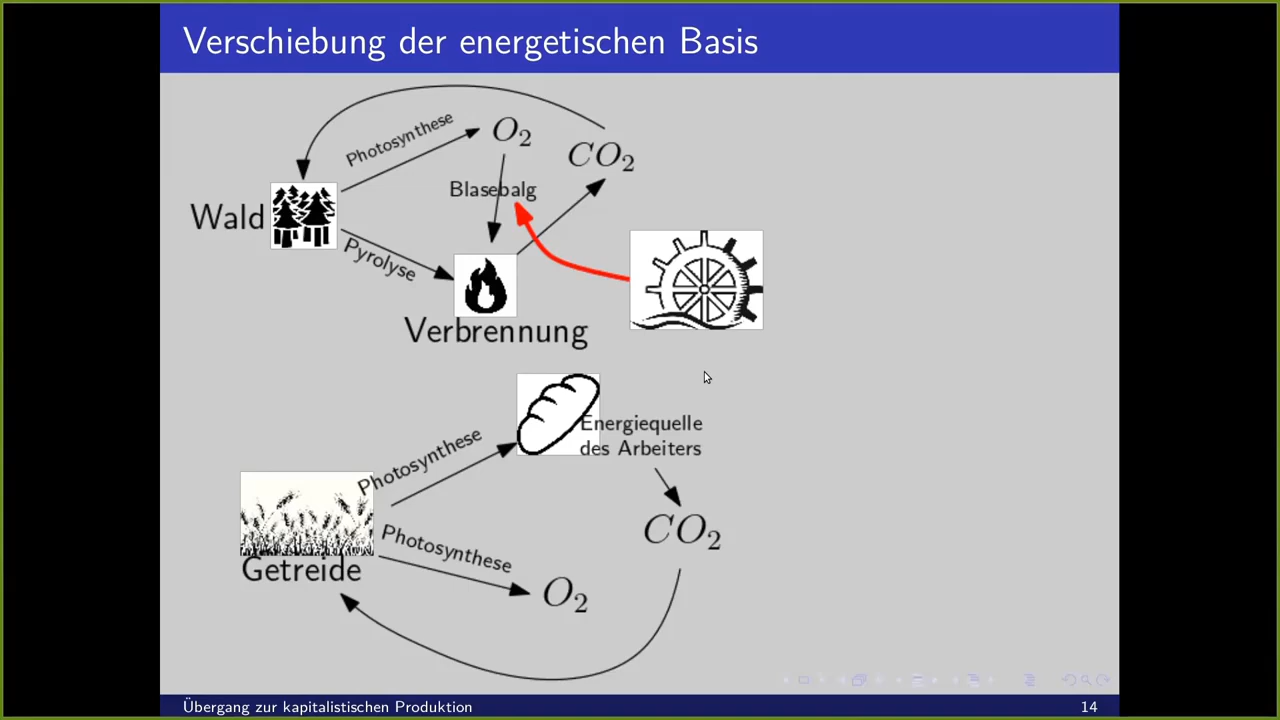 Verschiebung der energetischen Basis
Photosynthese
O₂
CO₂
Blasebalg
Wald
Pyrolyse
Verbrennung
Energiequelle
des Arbeiters
Photosynthese
CO₂
Photosynthese
Getreide
O₂
Übergang zur kapitalistischen Produktion 14